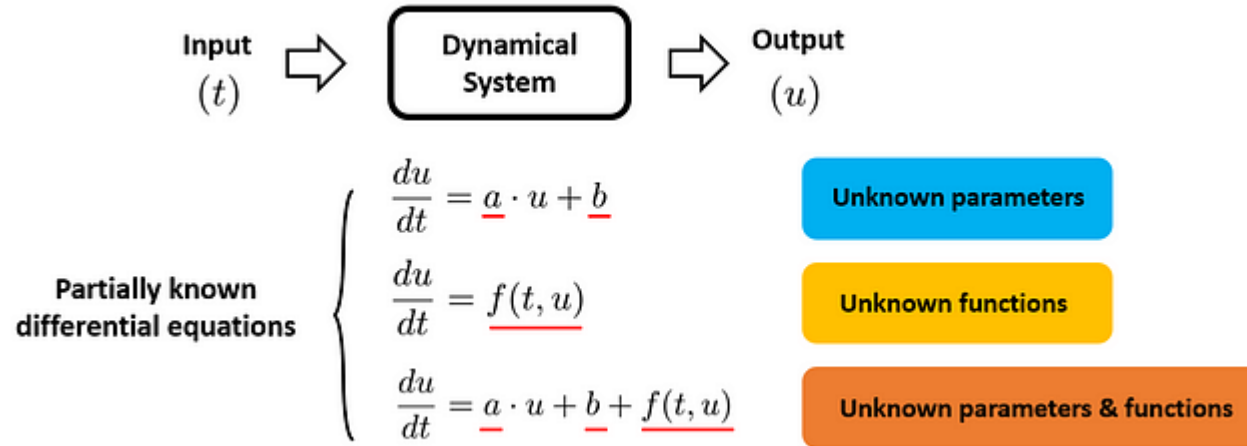 Input
Dynamical
System
Output
(t)
(u)
du/dt = a · u + b
Unknown parameters
Partially known
differential equations
du/dt = f(t, u)
Unknown functions
du/dt = a · u + b + f(t, u)
Unknown parameters & functions